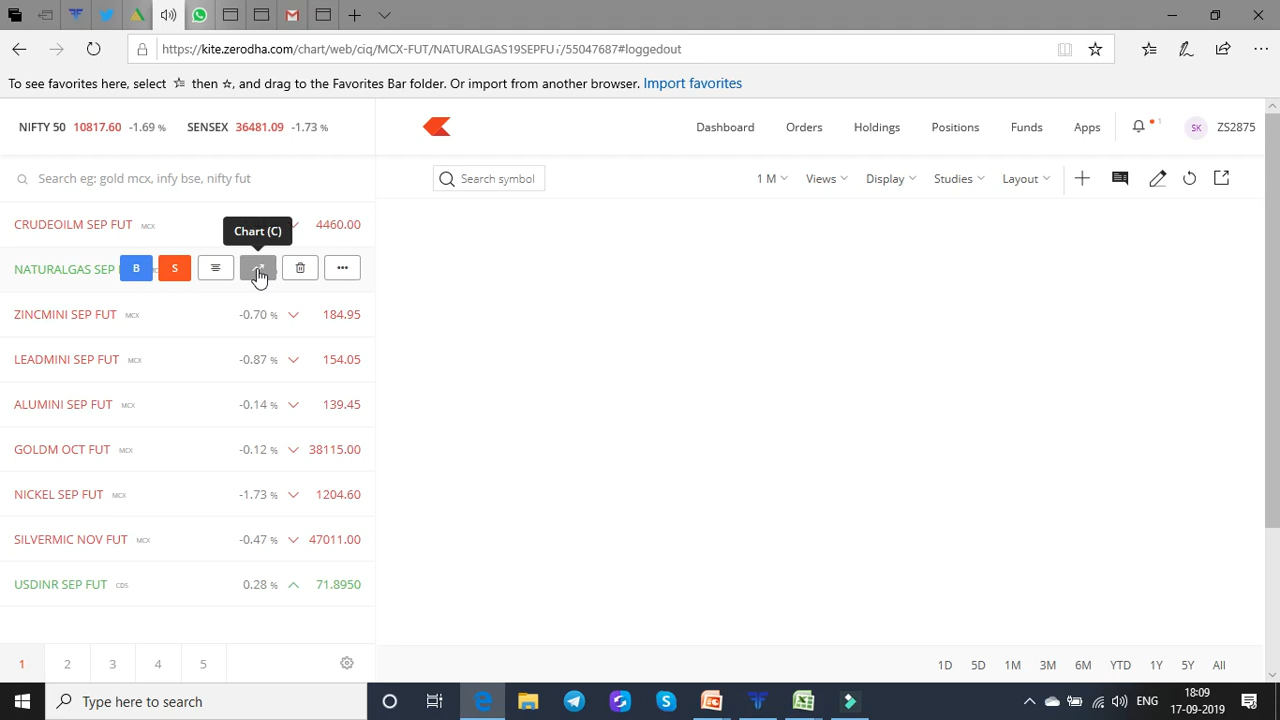 https://kite.zerodha.com/chart/web/ciq/MCX-FUT/NATURALGAS19SEPFUT/55047687#loggedout
To see favorites here, select ☆ then ☆, and drag to the Favorites Bar folder. Or import from another browser. Import favorites
NIFTY 50 10817.60 -1.69 % SENSEX 36481.09 -1.73 %
Dashboard Orders Holdings Positions Funds Apps 1 SK ZS2875
Search eg: gold mcx, infy bse, nifty fut
Search symbol 1 M Views Display Studies Layout
CRUDEOILM SEP FUT MCX 4460.00
Chart (C)
NATURALGAS SEP B S
ZINCMINI SEP FUT MCX -0.70 % 184.95
LEADMINI SEP FUT MCX -0.87 % 154.05
ALUMINI SEP FUT MCX -0.14 % 139.45
GOLDM OCT FUT MCX -0.12 % 38115.00
NICKEL SEP FUT MCX -1.73 % 1204.60
SILVERMIC NOV FUT MCX -0.47 % 47011.00
USDINR SEP FUT CDS 0.28 % 71.8950
1 2 3 4 5
1D 5D 1M 3M 6M YTD 1Y 5Y All
Type here to search
ENG
18:09
17-09-2019